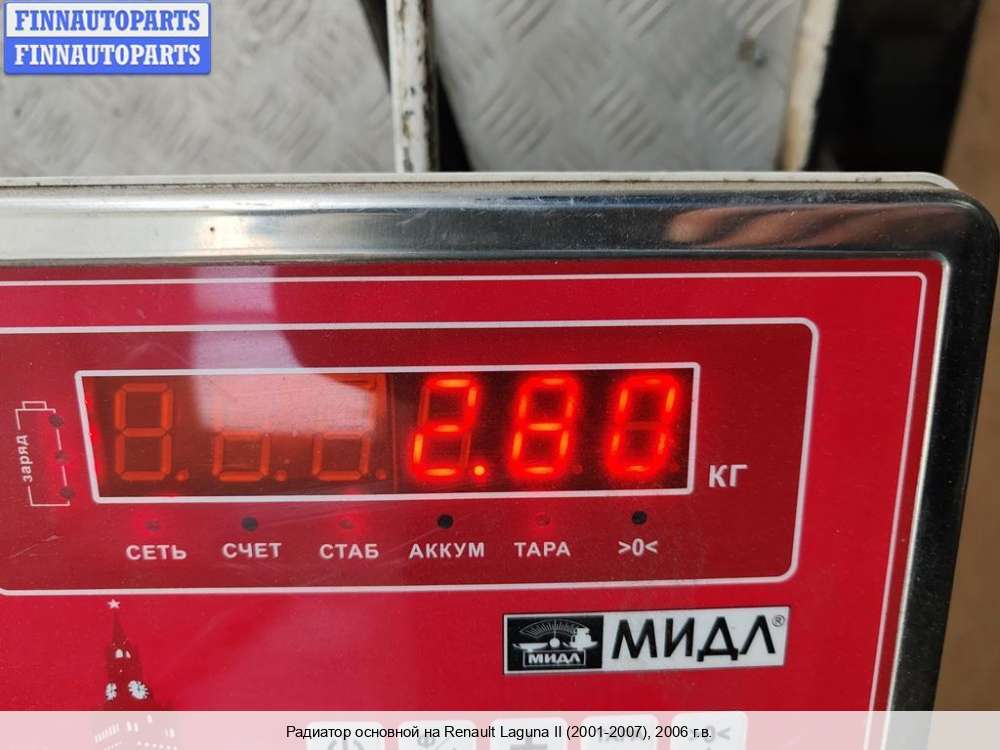 FINNAUTOPARTS
FINNAUTOPARTS
заряд
2.80
кг
СЕТЬ СЧЕТ СТАБ АККУМ ТАРА >0<
МИДЛ МИДЛ®
Радиатор основной на Renault Laguna II (2001-2007), 2006 г.в.